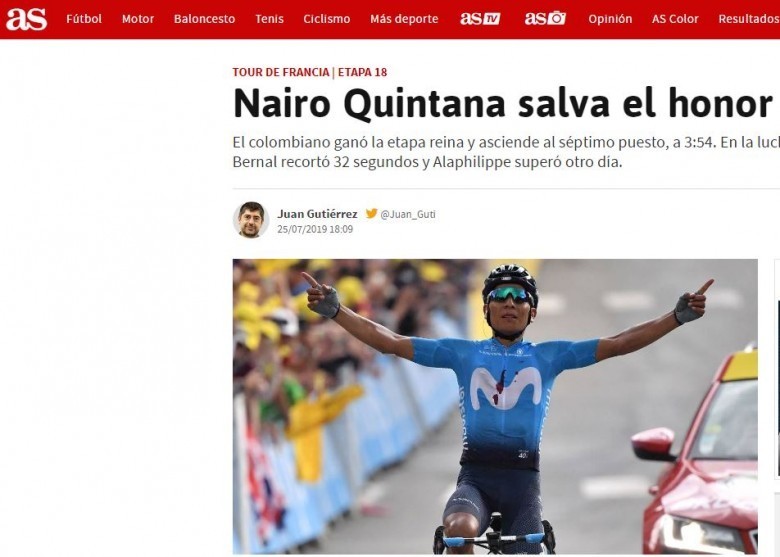 as Fútbol Motor Baloncesto Tenis Ciclismo Más deporte as TV as Opinión AS Color Resultados
TOUR DE FRANCIA | ETAPA 18
Nairo Quintana salva el honor
El colombiano ganó la etapa reina y asciende al séptimo puesto, a 3:54. En la luch
Bernal recortó 32 segundos y Alaphilippe superó otro día.
Juan Gutiérrez @Juan_Guti
25/07/2019 18:09
M